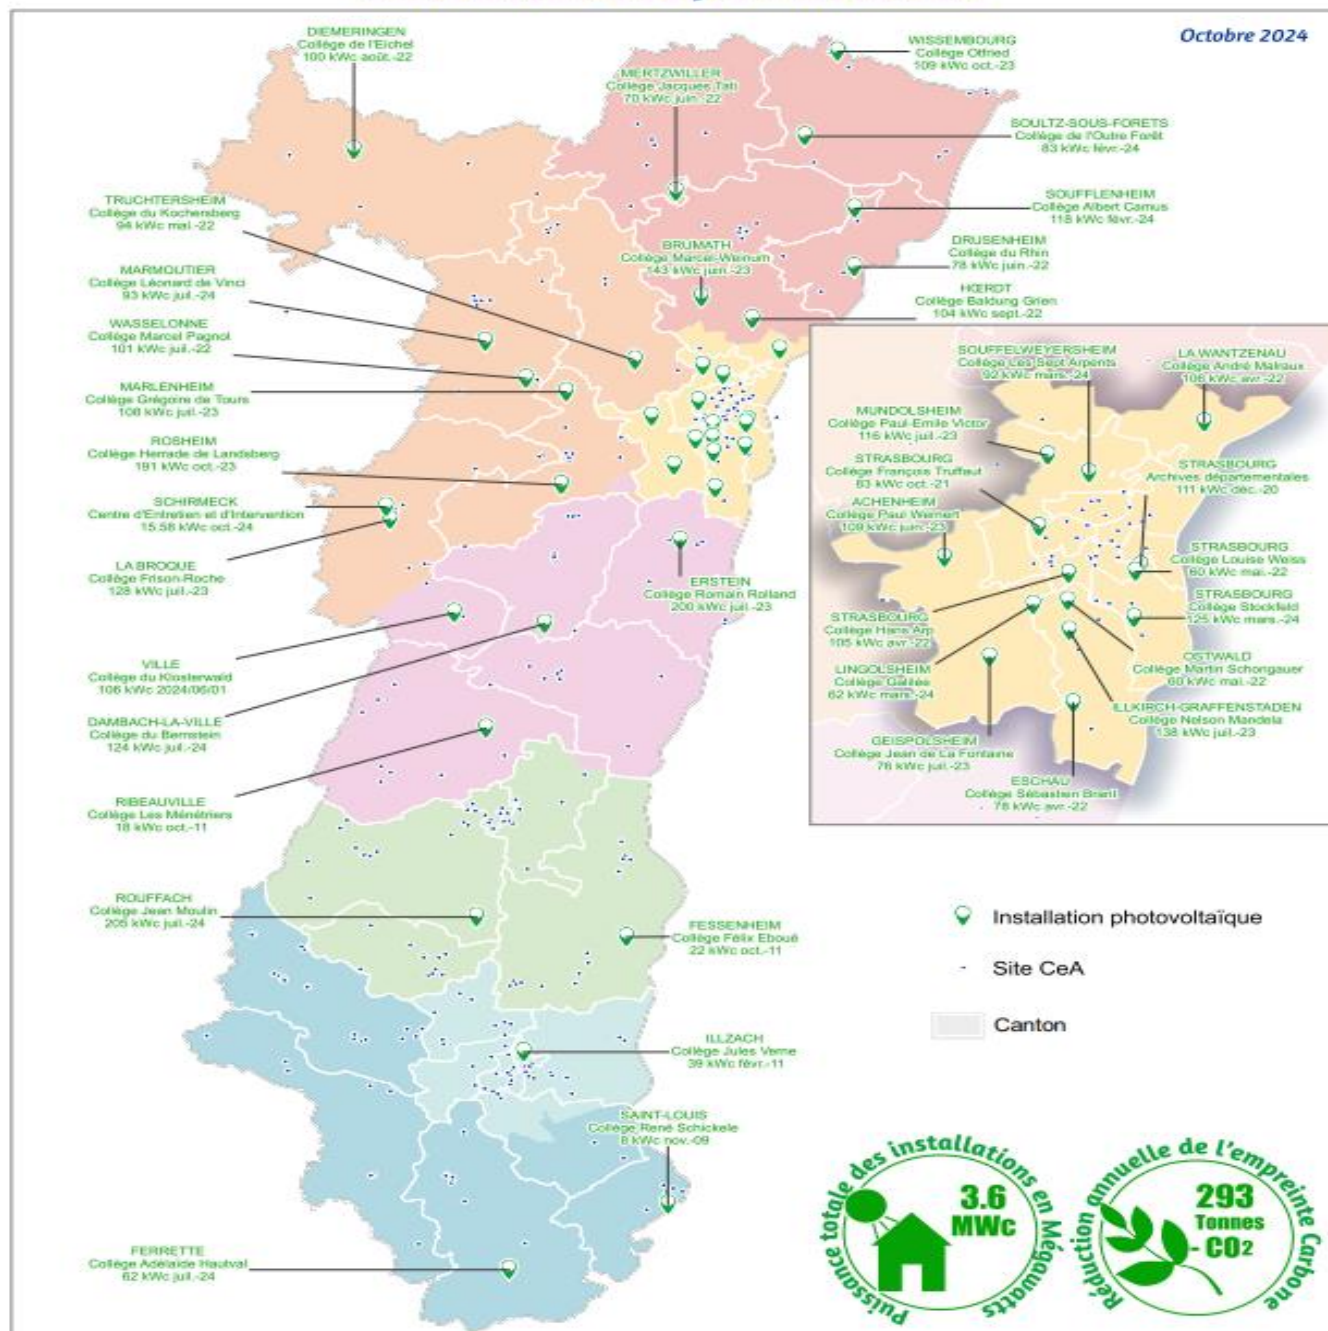 Octobre 2024
DIEMERINGEN
Collège de l'Eichel
100 kWc août.-22
WISSEMBOURG
Collège Otfried
109 kWc oct.-23
MERTZWILLER
Collège Jacques Tati
70 kWc juin.-22
SOULTZ-SOUS-FORETS
Collège de l'Outre Forêt
83 kWc févr.-24
TRUCHTERSHEIM
Collège du Kochersberg
94 kWc mai.-22
SOUFFLENHEIM
Collège Albert Camus
118 kWc févr.-24
BRUMATH
Collège Marcel-Weinum
143 kWc juin.-23
DRUSENHEIM
Collège du Rhin
78 kWc juin.-22
MARMOUTIER
Collège Léonard de Vinci
93 kWc juil.-24
HŒRDT
Collège Baldung Grien
104 kWc sept.-22
WASSELONNE
Collège Marcel Pagnol
101 kWc juil.-22
MARLENHEIM
Collège Grégoire de Tours
kWc juil.-23
ROSHEIM
Collège Herrade de Landsberg
191 kWc oct.-23
SCHIRMECK
Centre d'Entretien et d'Intervention
15.58 kWc oct.-24
LA BROQUE
Collège Frison-Roche
128 kWc juil.-23
ERSTEIN
Collège Romain Rolland
200 kWc juil.-23
VILLE
Collège du Klosterwald
106 kWc 2024/06/01
DAMBACH-LA-VILLE
Collège du Bernstein
124 kWc juil.-24
RIBEAUVILLE
Collège Les Ménétriers
18 kWc oct.-11
SOUFFELWEYERSHEIM
Collège Les Sept Arpents
92 kWc mars.-24
LA WANTZENAU
Collège André Malraux
kWc avr.-22
MUNDOLSHEIM
Collège Paul-Emile Victor
116 kWc juil.-23
STRASBOURG
Collège François Truffaut
83 kWc oct.-21
STRASBOURG
Archives départementales
111 kWc déc.-20
ACHENHEIM
Collège Paul Wernert
109 kWc juin.-23
STRASBOURG
Collège Louise Weiss
60 kWc mai.-22
STRASBOURG
Collège Stockfeld
125 kWc mars.-24
STRASBOURG
Collège Hans Arp
105 kWc avr.-22
OSTWALD
Collège Martin Schongauer
60 kWc mai.-22
LINGOLSHEIM
Collège Galilée
62 kWc mars.-24
ILLKIRCH-GRAFFENSTADEN
Collège Nelson Mandela
138 kWc juil.-23
GEISPOLSHEIM
Collège Jean de La Fontaine
76 kWc juil.-23
ESCHAU
Collège Sébastien Brant
78 kWc avr.-22
ROUFFACH
Collège Jean Moulin
205 kWc juil.-24
FESSENHEIM
Collège Félix Eboué
22 kWc oct.-11
ILLZACH
Collège Jules Verne
39 kWc févr.-11
SAINT-LOUIS
Collège René Schickele
8 kWc nov.-09
FERRETTE
Collège Adélaïde Hautval
62 kWc juil.-24
Installation photovoltaïque
Site CeA
Canton
Puissance totale des installations en Mégawatts
3.6
MWc
Réduction annuelle de l'empreinte Carbone
293
Tonnes
- CO2